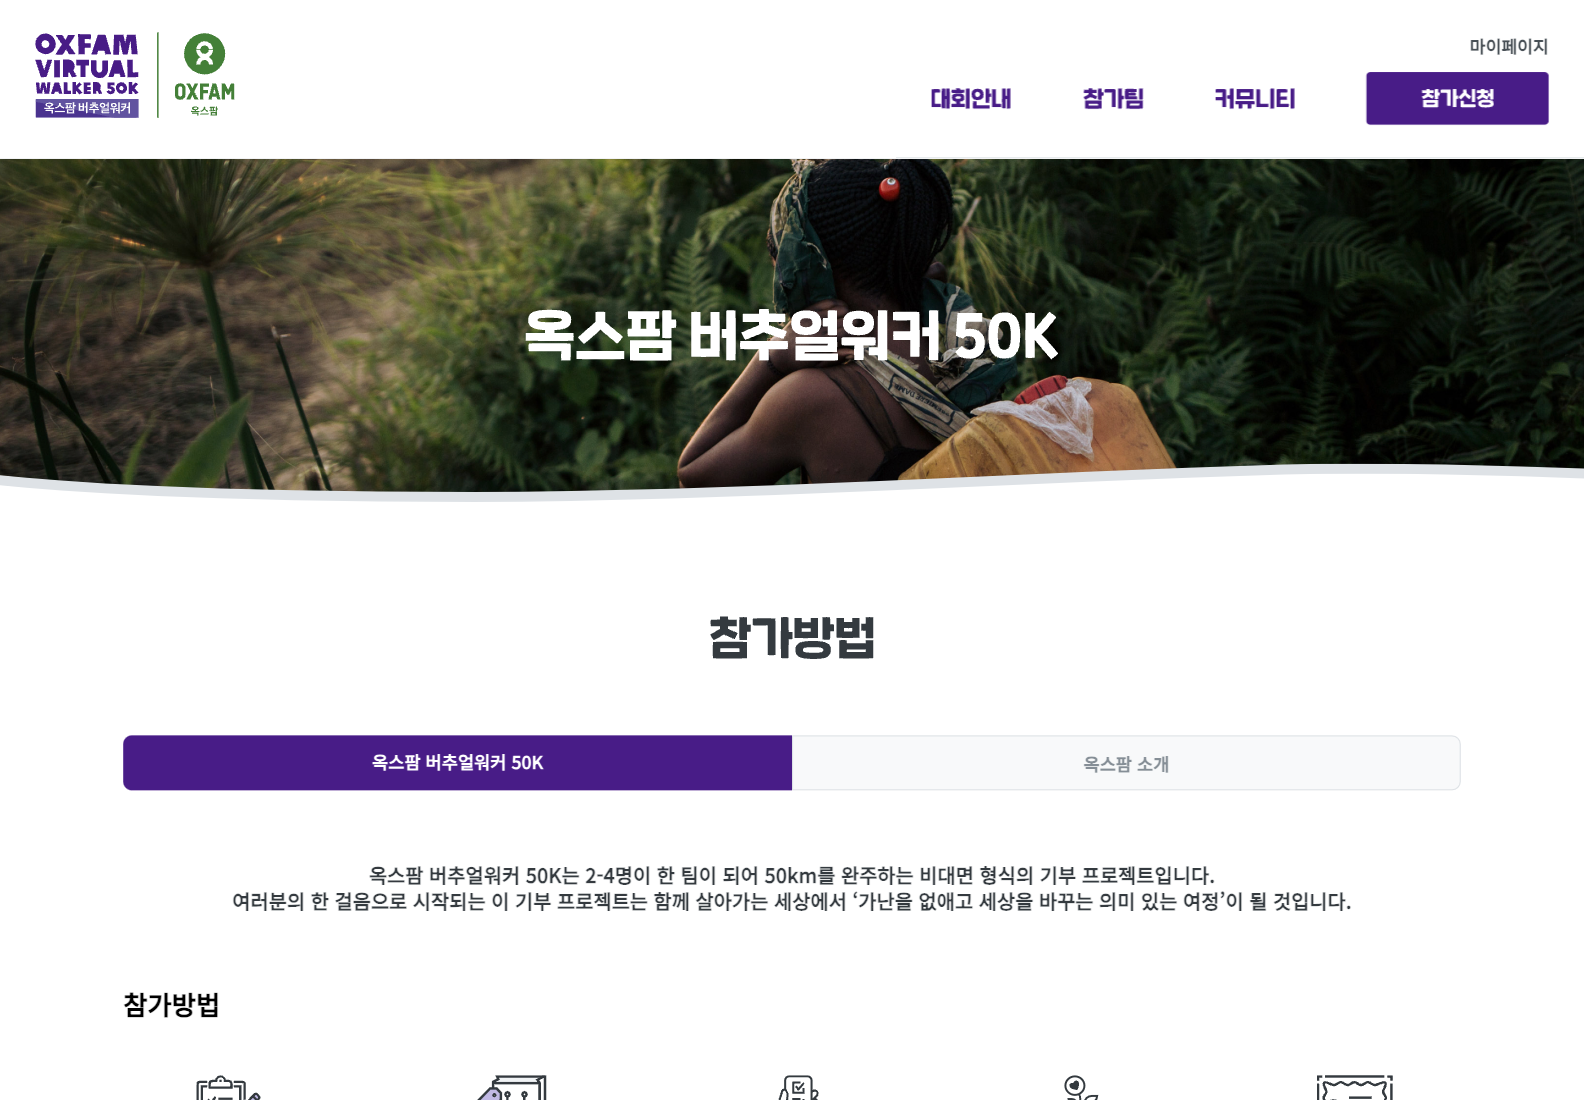 OXFAM
VIRTUAL
WALKER 50K
옥스팜 버추얼워커
OXFAM
옥스팜
마이페이지
대회안내
참가팀
커뮤니티
참가신청
옥스팜 버추얼워커 50K
참가방법
옥스팜 버추얼워커 50K
옥스팜 소개
옥스팜 버추얼워커 50K는 2-4명이 한 팀이 되어 50km를 완주하는 비대면 형식의 기부 프로젝트입니다.
여러분의 한 걸음으로 시작되는 이 기부 프로젝트는 함께 살아가는 세상에서 ‘가난을 없애고 세상을 바꾸는 의미 있는 여정’이 될 것입니다.
참가방법